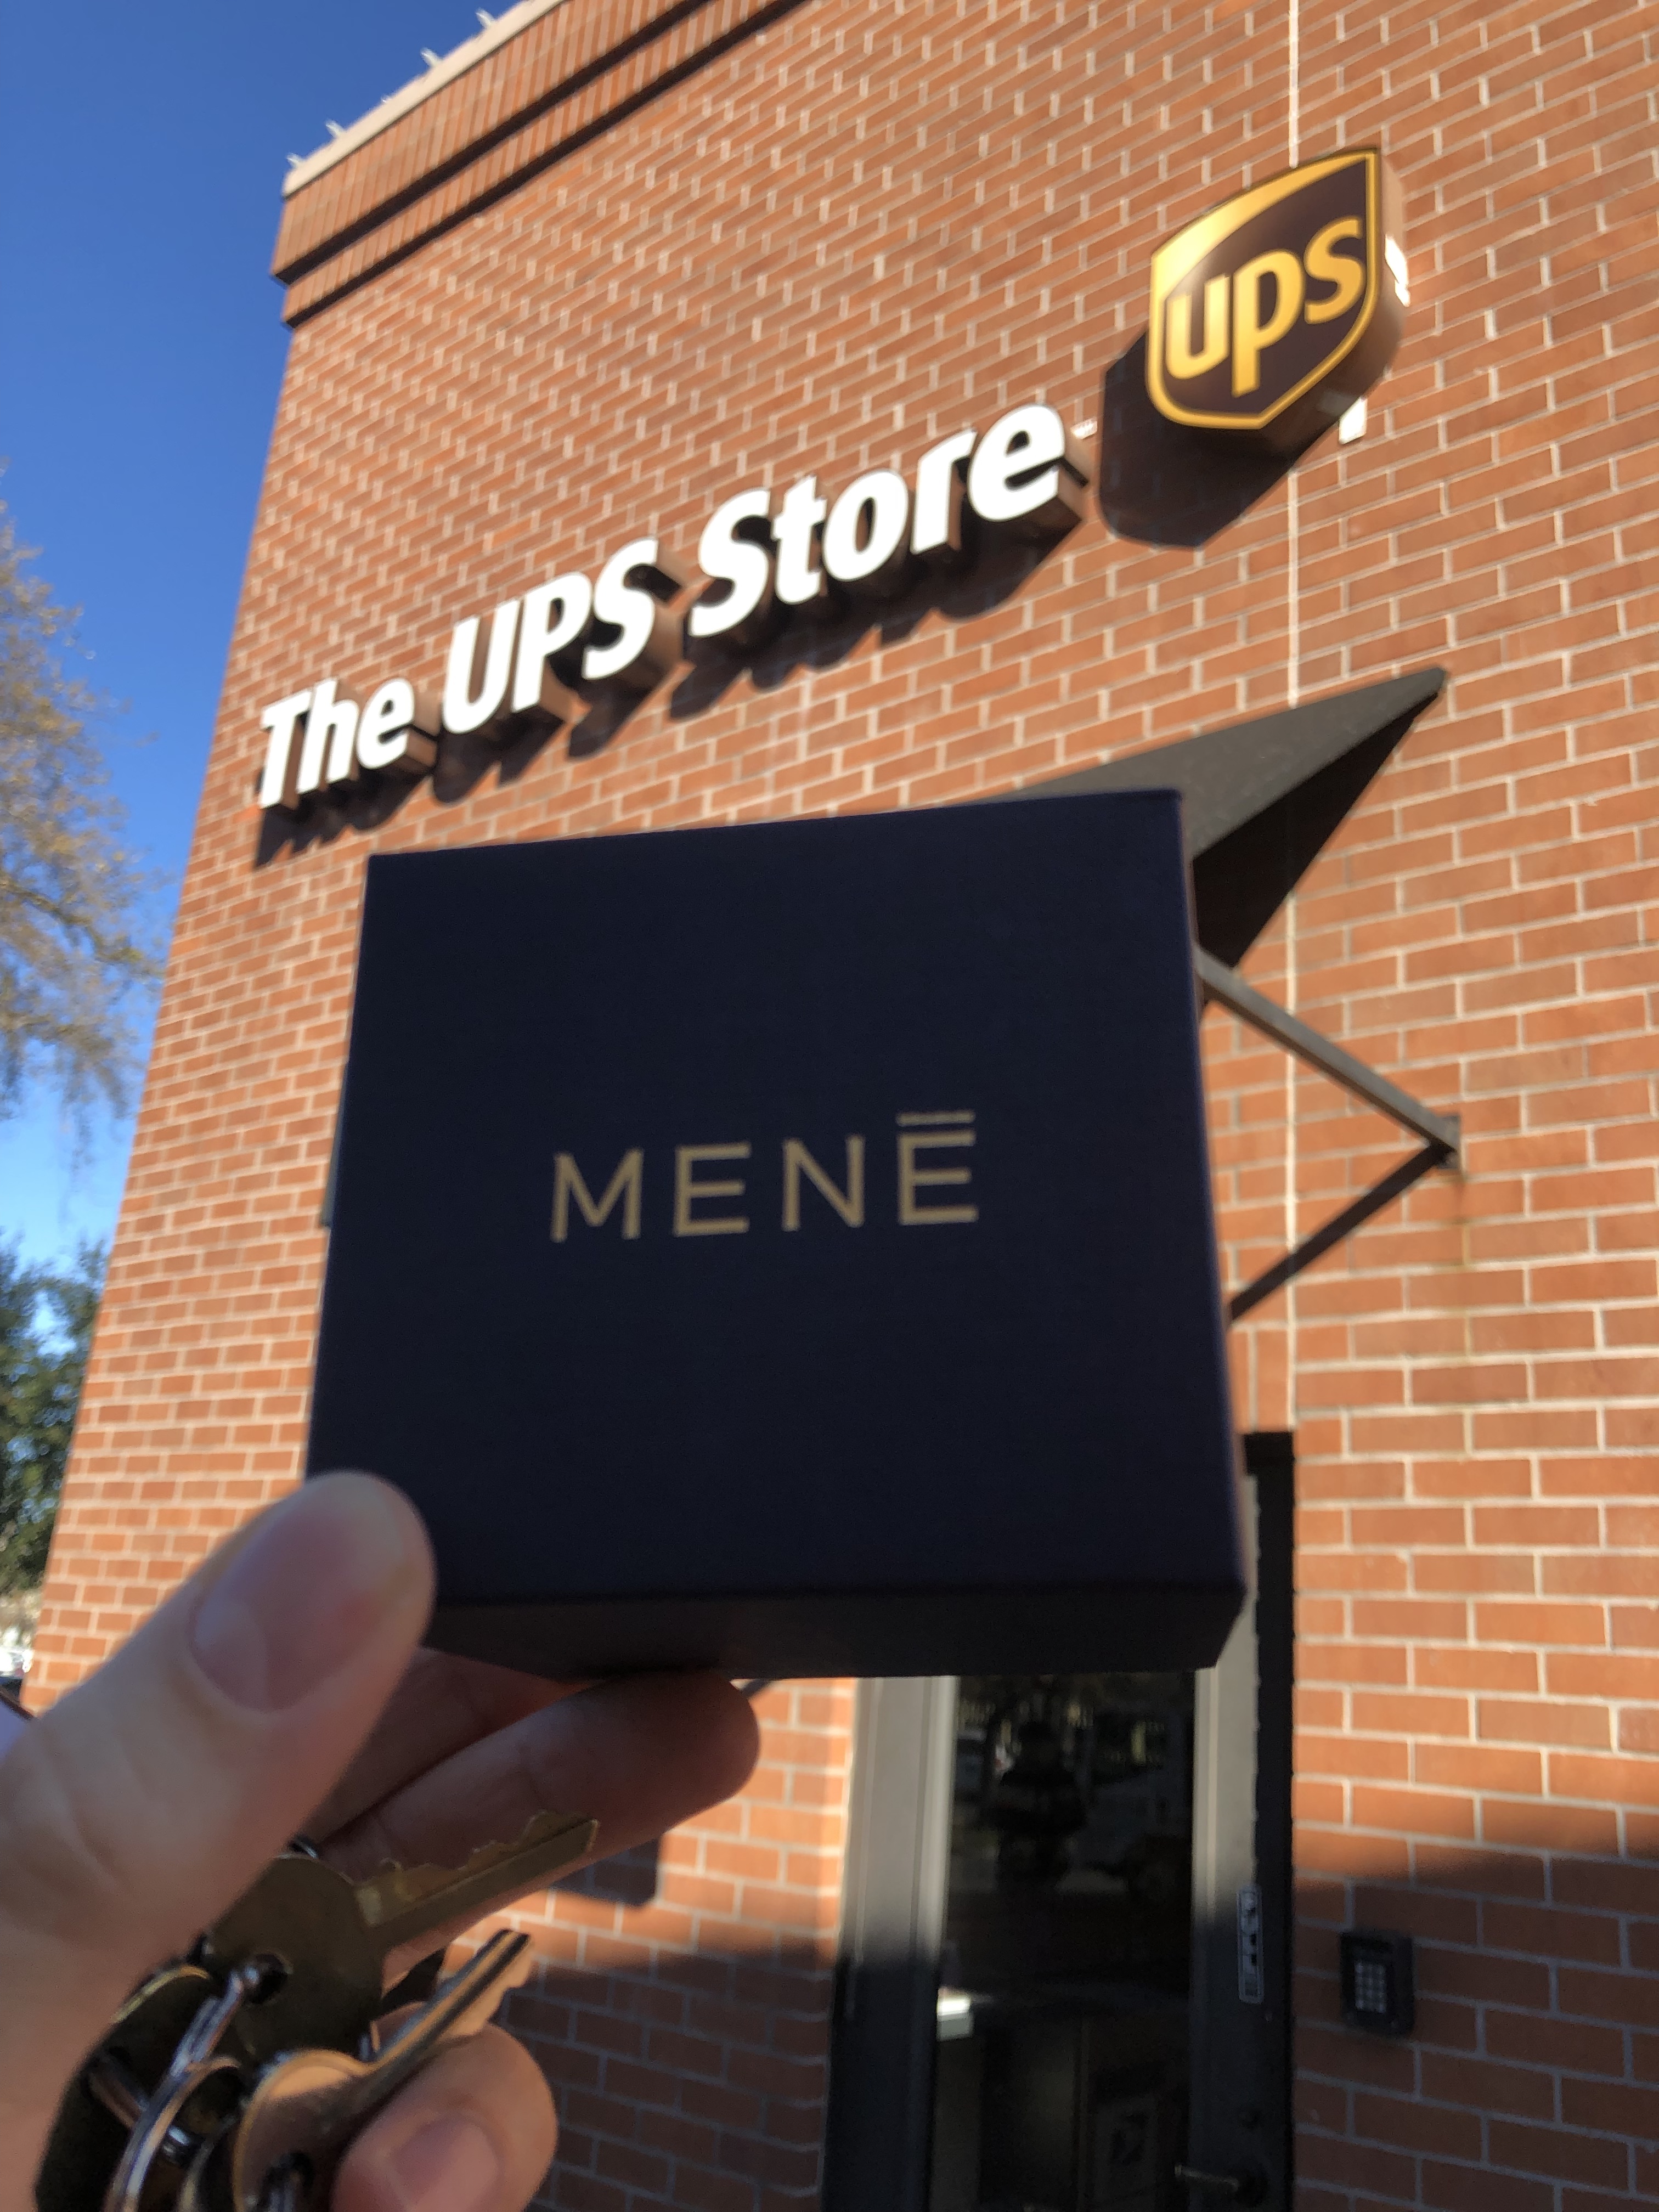 ups
The UPS Store
MENĒ